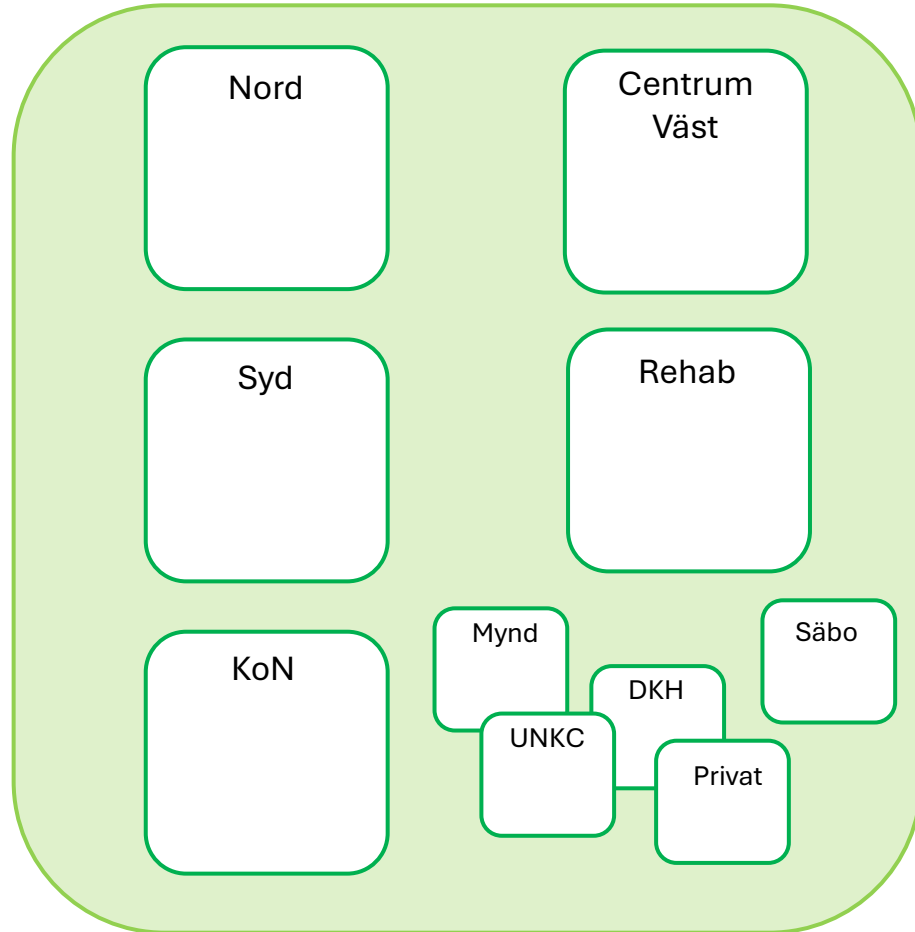 Nord
Centrum
Väst
Syd
Rehab
KoN
Mynd
Säbo
DKH
UNKC
Privat